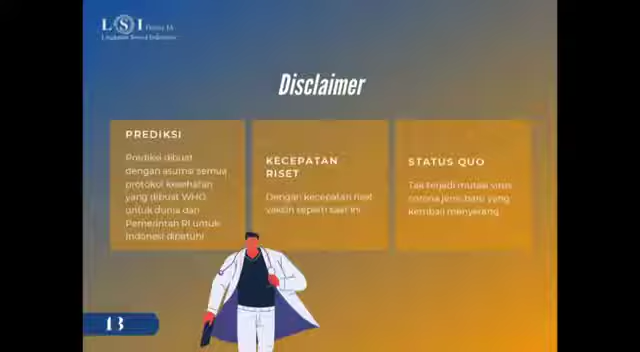 LSI Denny JA
Lingkaran Survei Indonesia
Disclaimer
PREDIKSI
Prediksi dibuat
dengan asumsi semua
protokol kesehatan
yang dibuat WHO
untuk dunia dan
Pemerintah RI untuk
Indonesi dipatuhi
KECEPATAN
RISET
Dengan kecepatan riset
vaksin seperti saat ini
STATUS QUO
Tak terjadi mutasi virus
corona jenis baru yang
kembali menyerang
13